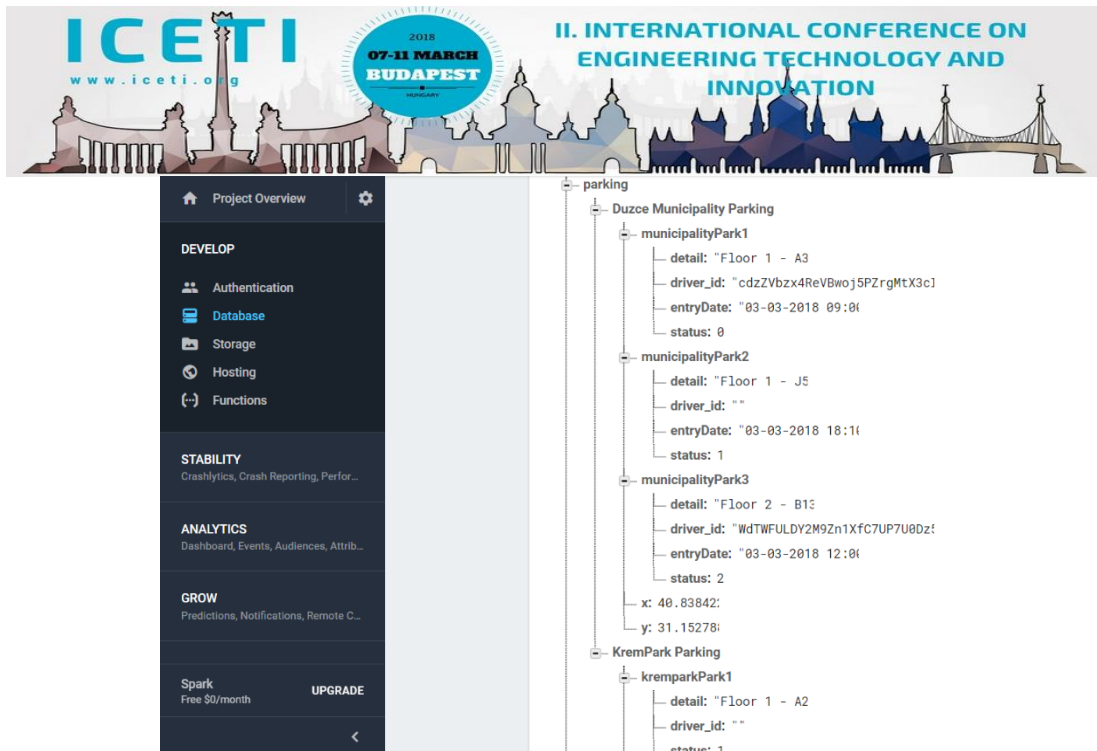 ICETI
www.iceti.org
2018
07-11 MARCH
BUDAPEST
HUNGARY
II. INTERNATIONAL CONFERENCE ON
ENGINEERING TECHNOLOGY AND
INNOVATION
Project Overview
DEVELOP
Authentication
Database
Storage
Hosting
Functions
STABILITY
Crashlytics, Crash Reporting, Perfor...
ANALYTICS
Dashboard, Events, Audiences, Attrib...
GROW
Predictions, Notifications, Remote C...
Spark
Free $0/month
UPGRADE
parking
Duzce Municipality Parking
municipalityPark1
detail: "Floor 1 - A3
driver_id: "cdzZVbzx4ReVBwoj5PZrgMtX3c
entryDate: "03-03-2018 09:0
status: 0
municipalityPark2
detail: "Floor 1 - J5
driver_id: ""
entryDate: "03-03-2018 18:1
status: 1
municipalityPark3
detail: "Floor 2 - B13
driver_id: "WdTWFULDY2M9Zn1XfC7UP7U0Dz
entryDate: "03-03-2018 12:0
status: 2
x: 40.83842
y: 31.15278
KremPark Parking
kremparkPark1
detail: "Floor 1 - A2
driver_id: ""
status: 1